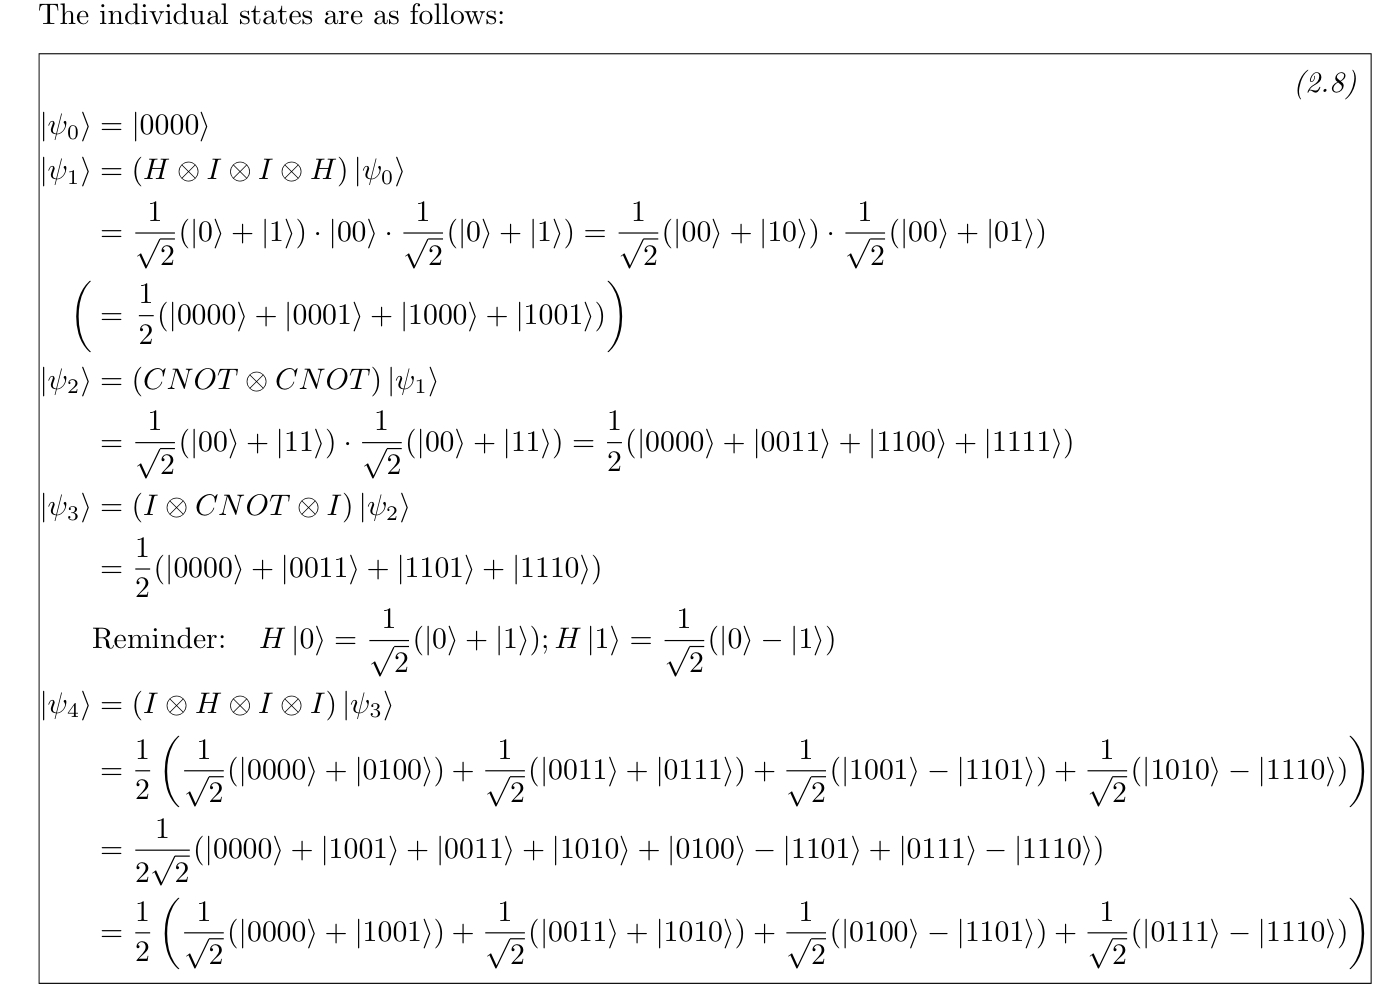 The individual states are as follows:
(2.8)
|ψ₀⟩ = |0000⟩
|ψ₁⟩ = (H ⊗ I ⊗ I ⊗ H) |ψ₀⟩
= 1/√2 (|0⟩ + |1⟩) · |00⟩ · 1/√2 (|0⟩ + |1⟩) = 1/√2 (|00⟩ + |10⟩) · 1/√2 (|00⟩ + |01⟩)
( = 1/2 (|0000⟩ + |0001⟩ + |1000⟩ + |1001⟩) )
|ψ₂⟩ = (CNOT ⊗ CNOT) |ψ₁⟩
= 1/√2 (|00⟩ + |11⟩) · 1/√2 (|00⟩ + |11⟩) = 1/2 (|0000⟩ + |0011⟩ + |1100⟩ + |1111⟩)
|ψ₃⟩ = (I ⊗ CNOT ⊗ I) |ψ₂⟩
= 1/2 (|0000⟩ + |0011⟩ + |1101⟩ + |1110⟩)
Reminder: H |0⟩ = 1/√2 (|0⟩ + |1⟩); H |1⟩ = 1/√2 (|0⟩ − |1⟩)
|ψ₄⟩ = (I ⊗ H ⊗ I ⊗ I) |ψ₃⟩
= 1/2 ( 1/√2 (|0000⟩ + |0100⟩) + 1/√2 (|0011⟩ + |0111⟩) + 1/√2 (|1001⟩ − |1101⟩) + 1/√2 (|1010⟩ − |1110⟩) )
= 1/2√2 (|0000⟩ + |1001⟩ + |0011⟩ + |1010⟩ + |0100⟩ − |1101⟩ + |0111⟩ − |1110⟩)
= 1/2 ( 1/√2 (|0000⟩ + |1001⟩) + 1/√2 (|0011⟩ + |1010⟩) + 1/√2 (|0100⟩ − |1101⟩) + 1/√2 (|0111⟩ − |1110⟩) )